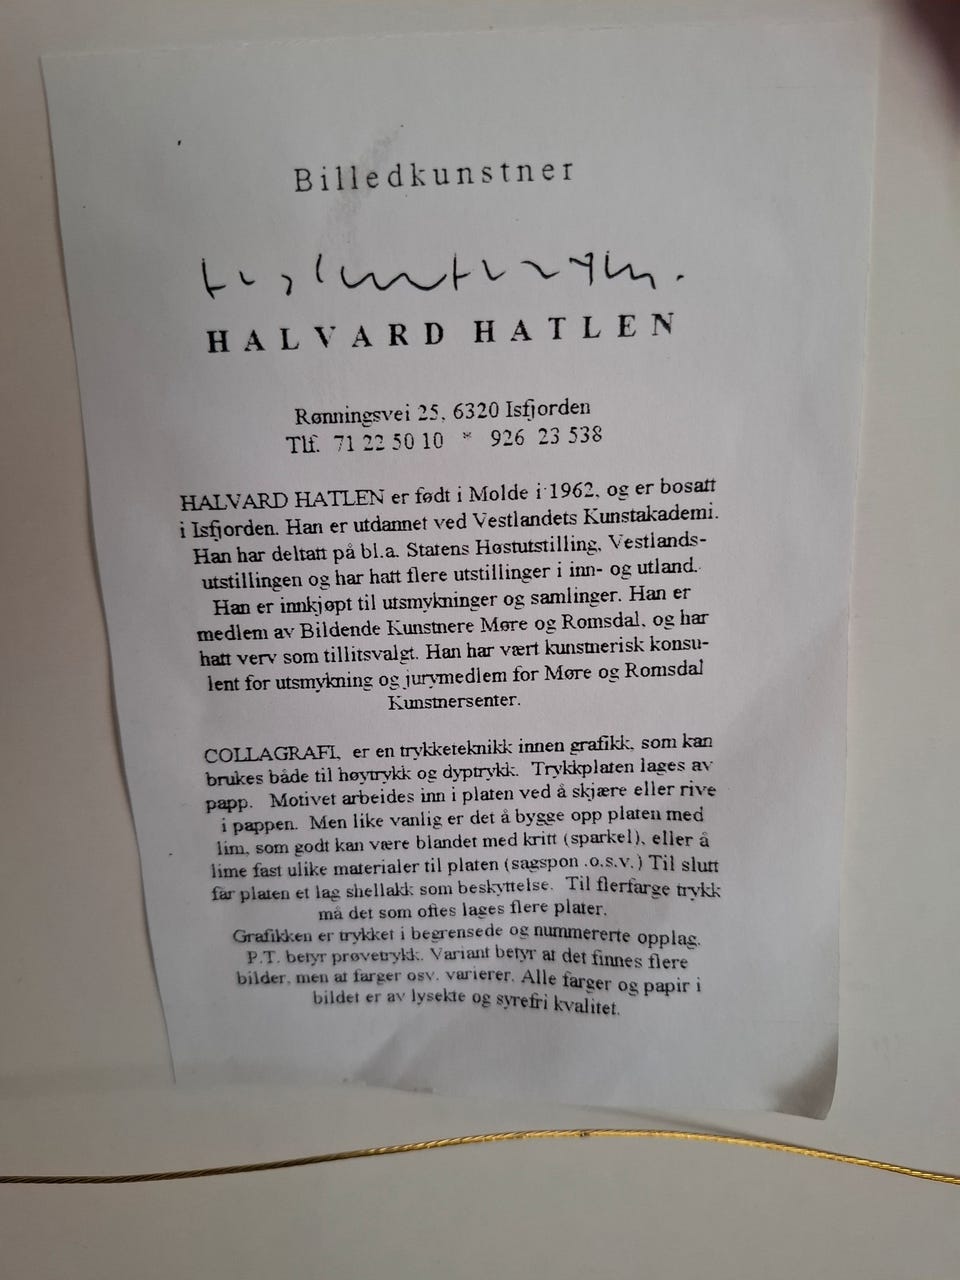 Billedkunstner
HALVARD HATLEN
Rønningsvei 25, 6320 Isfjorden
Tlf. 71 22 50 10 * 926 23 538
HALVARD HATLEN er født i Molde i 1962, og er bosatt
i Isfjorden. Han er utdannet ved Vestlandets Kunstakademi.
Han har deltatt på bl.a. Statens Høstutstilling, Vestlands-
utstillingen og har hatt flere utstillinger i inn- og utland.
Han er innkjøpt til utsmykninger og samlinger. Han er
medlem av Bildende Kunstnere Møre og Romsdal, og har
hatt verv som tillitsvalgt. Han har vært kunstnerisk konsu-
lent for utsmykning og jurymedlem for Møre og Romsdal
Kunstnersenter.
COLLAGRAFI, er en trykketeknikk innen grafikk, som kan
brukes både til høytrykk og dyptrykk. Trykkplaten lages av
papp. Motivet arbeides inn i platen ved å skjære eller rive
i pappen. Men like vanlig er det å bygge opp platen med
lim, som godt kan være blandet med kritt (sparkel), eller å
lime fast ulike materialer til platen (sagspon .o.s.v.) Til slutt
får platen et lag shellakk som beskyttelse. Til flerfarge trykk
må det som oftes lages flere plater.
Grafikken er trykket i begrensede og nummererte opplag.
P.T. betyr prøvetrykk. Variant betyr at det finnes flere
bilder, men at farger osv. varierer. Alle farger og papir i
bildet er av lysekte og syrefri kvalitet.